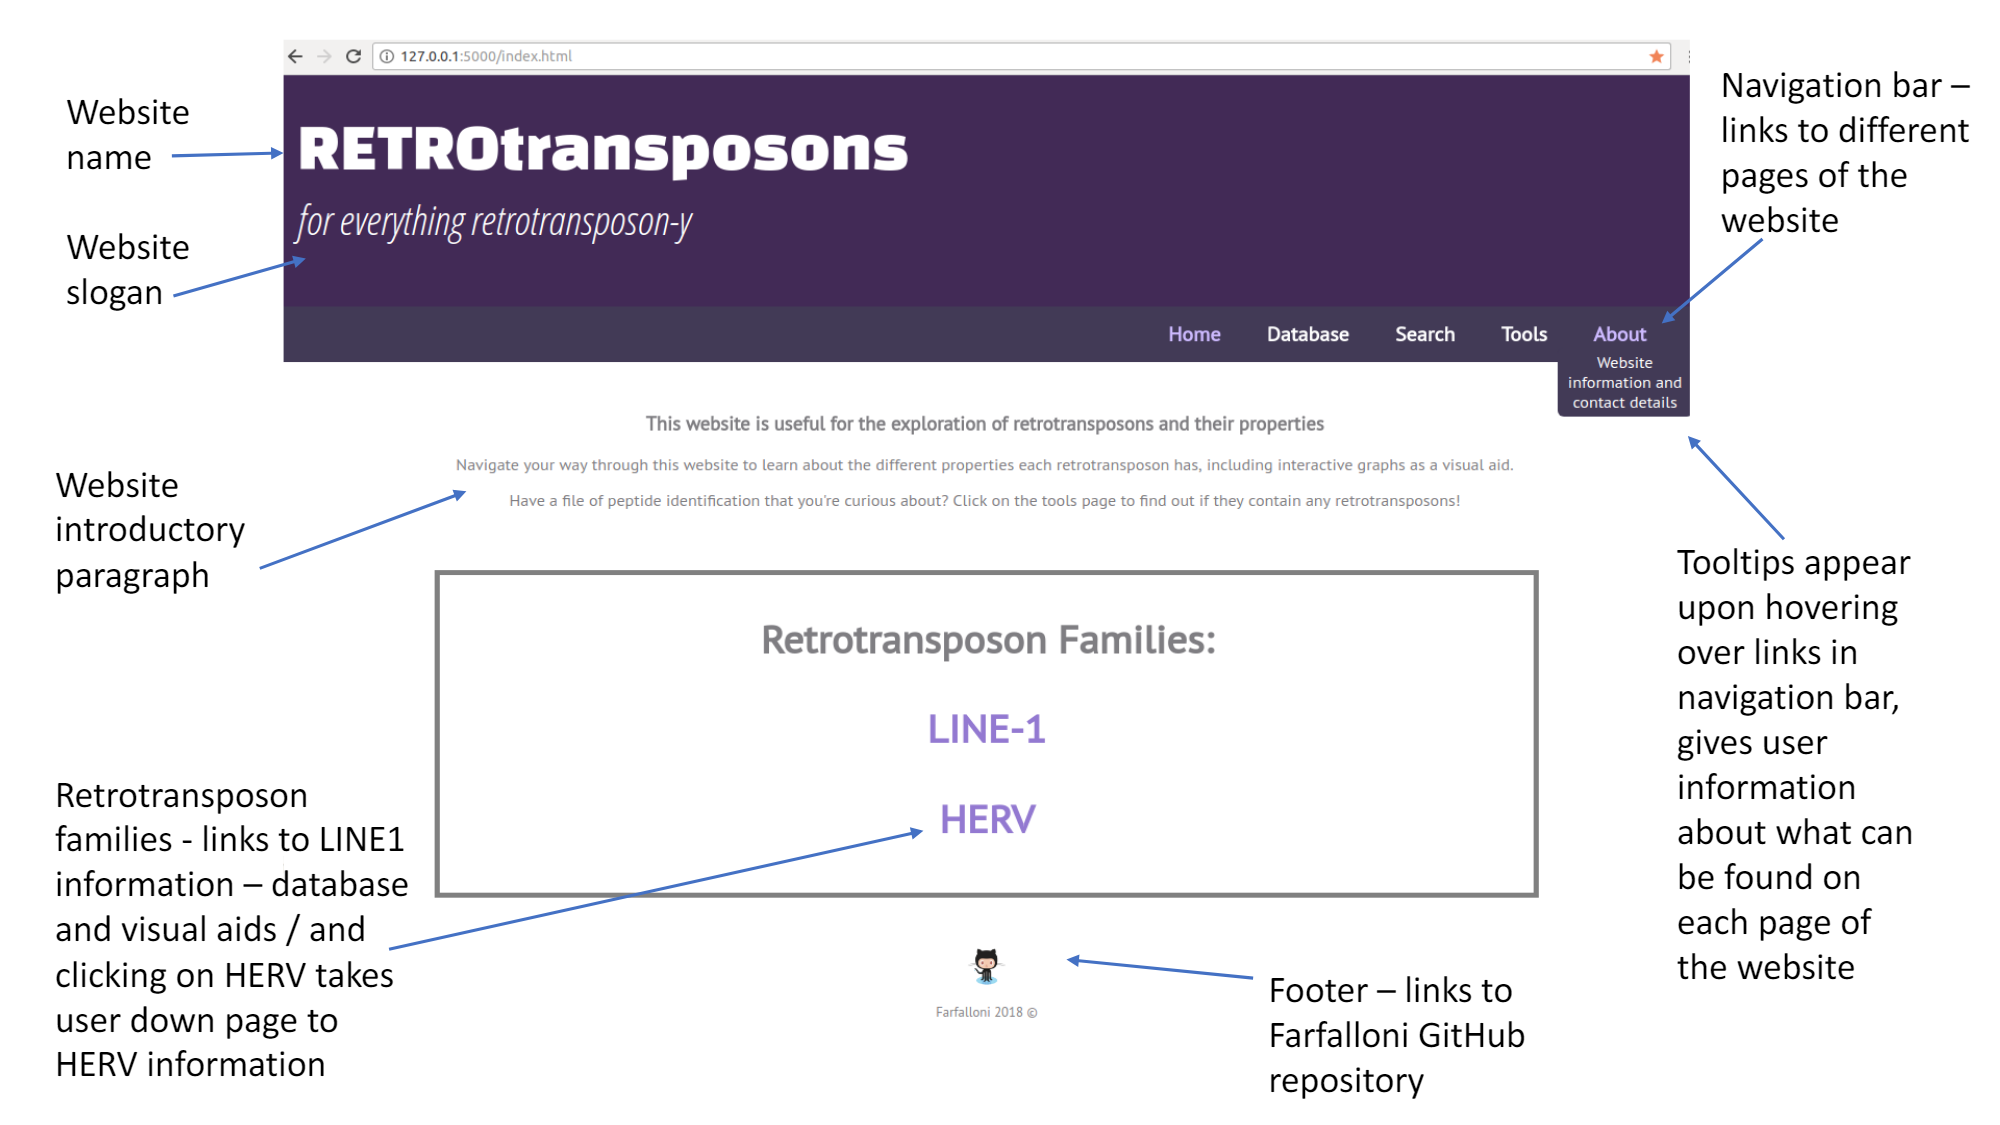 127.0.0.1:5000/index.html
RETROtransposons
for everything retrotransposon-y
Home Database Search Tools About
Website
information and
contact details
This website is useful for the exploration of retrotransposons and their properties
Navigate your way through this website to learn about the different properties each retrotransposon has, including interactive graphs as a visual aid.
Have a file of peptide identification that you're curious about? Click on the tools page to find out if they contain any retrotransposons!
Retrotransposon Families:
LINE-1
HERV
Farfalloni 2018 ©
Website
name
Website
slogan
Website
introductory
paragraph
Retrotransposon
families - links to LINE1
information – database
and visual aids / and
clicking on HERV takes
user down page to
HERV information
Navigation bar –
links to different
pages of the
website
Tooltips appear
upon hovering
over links in
navigation bar,
gives user
information
about what can
be found on
each page of
the website
Footer – links to
Farfalloni GitHub
repository